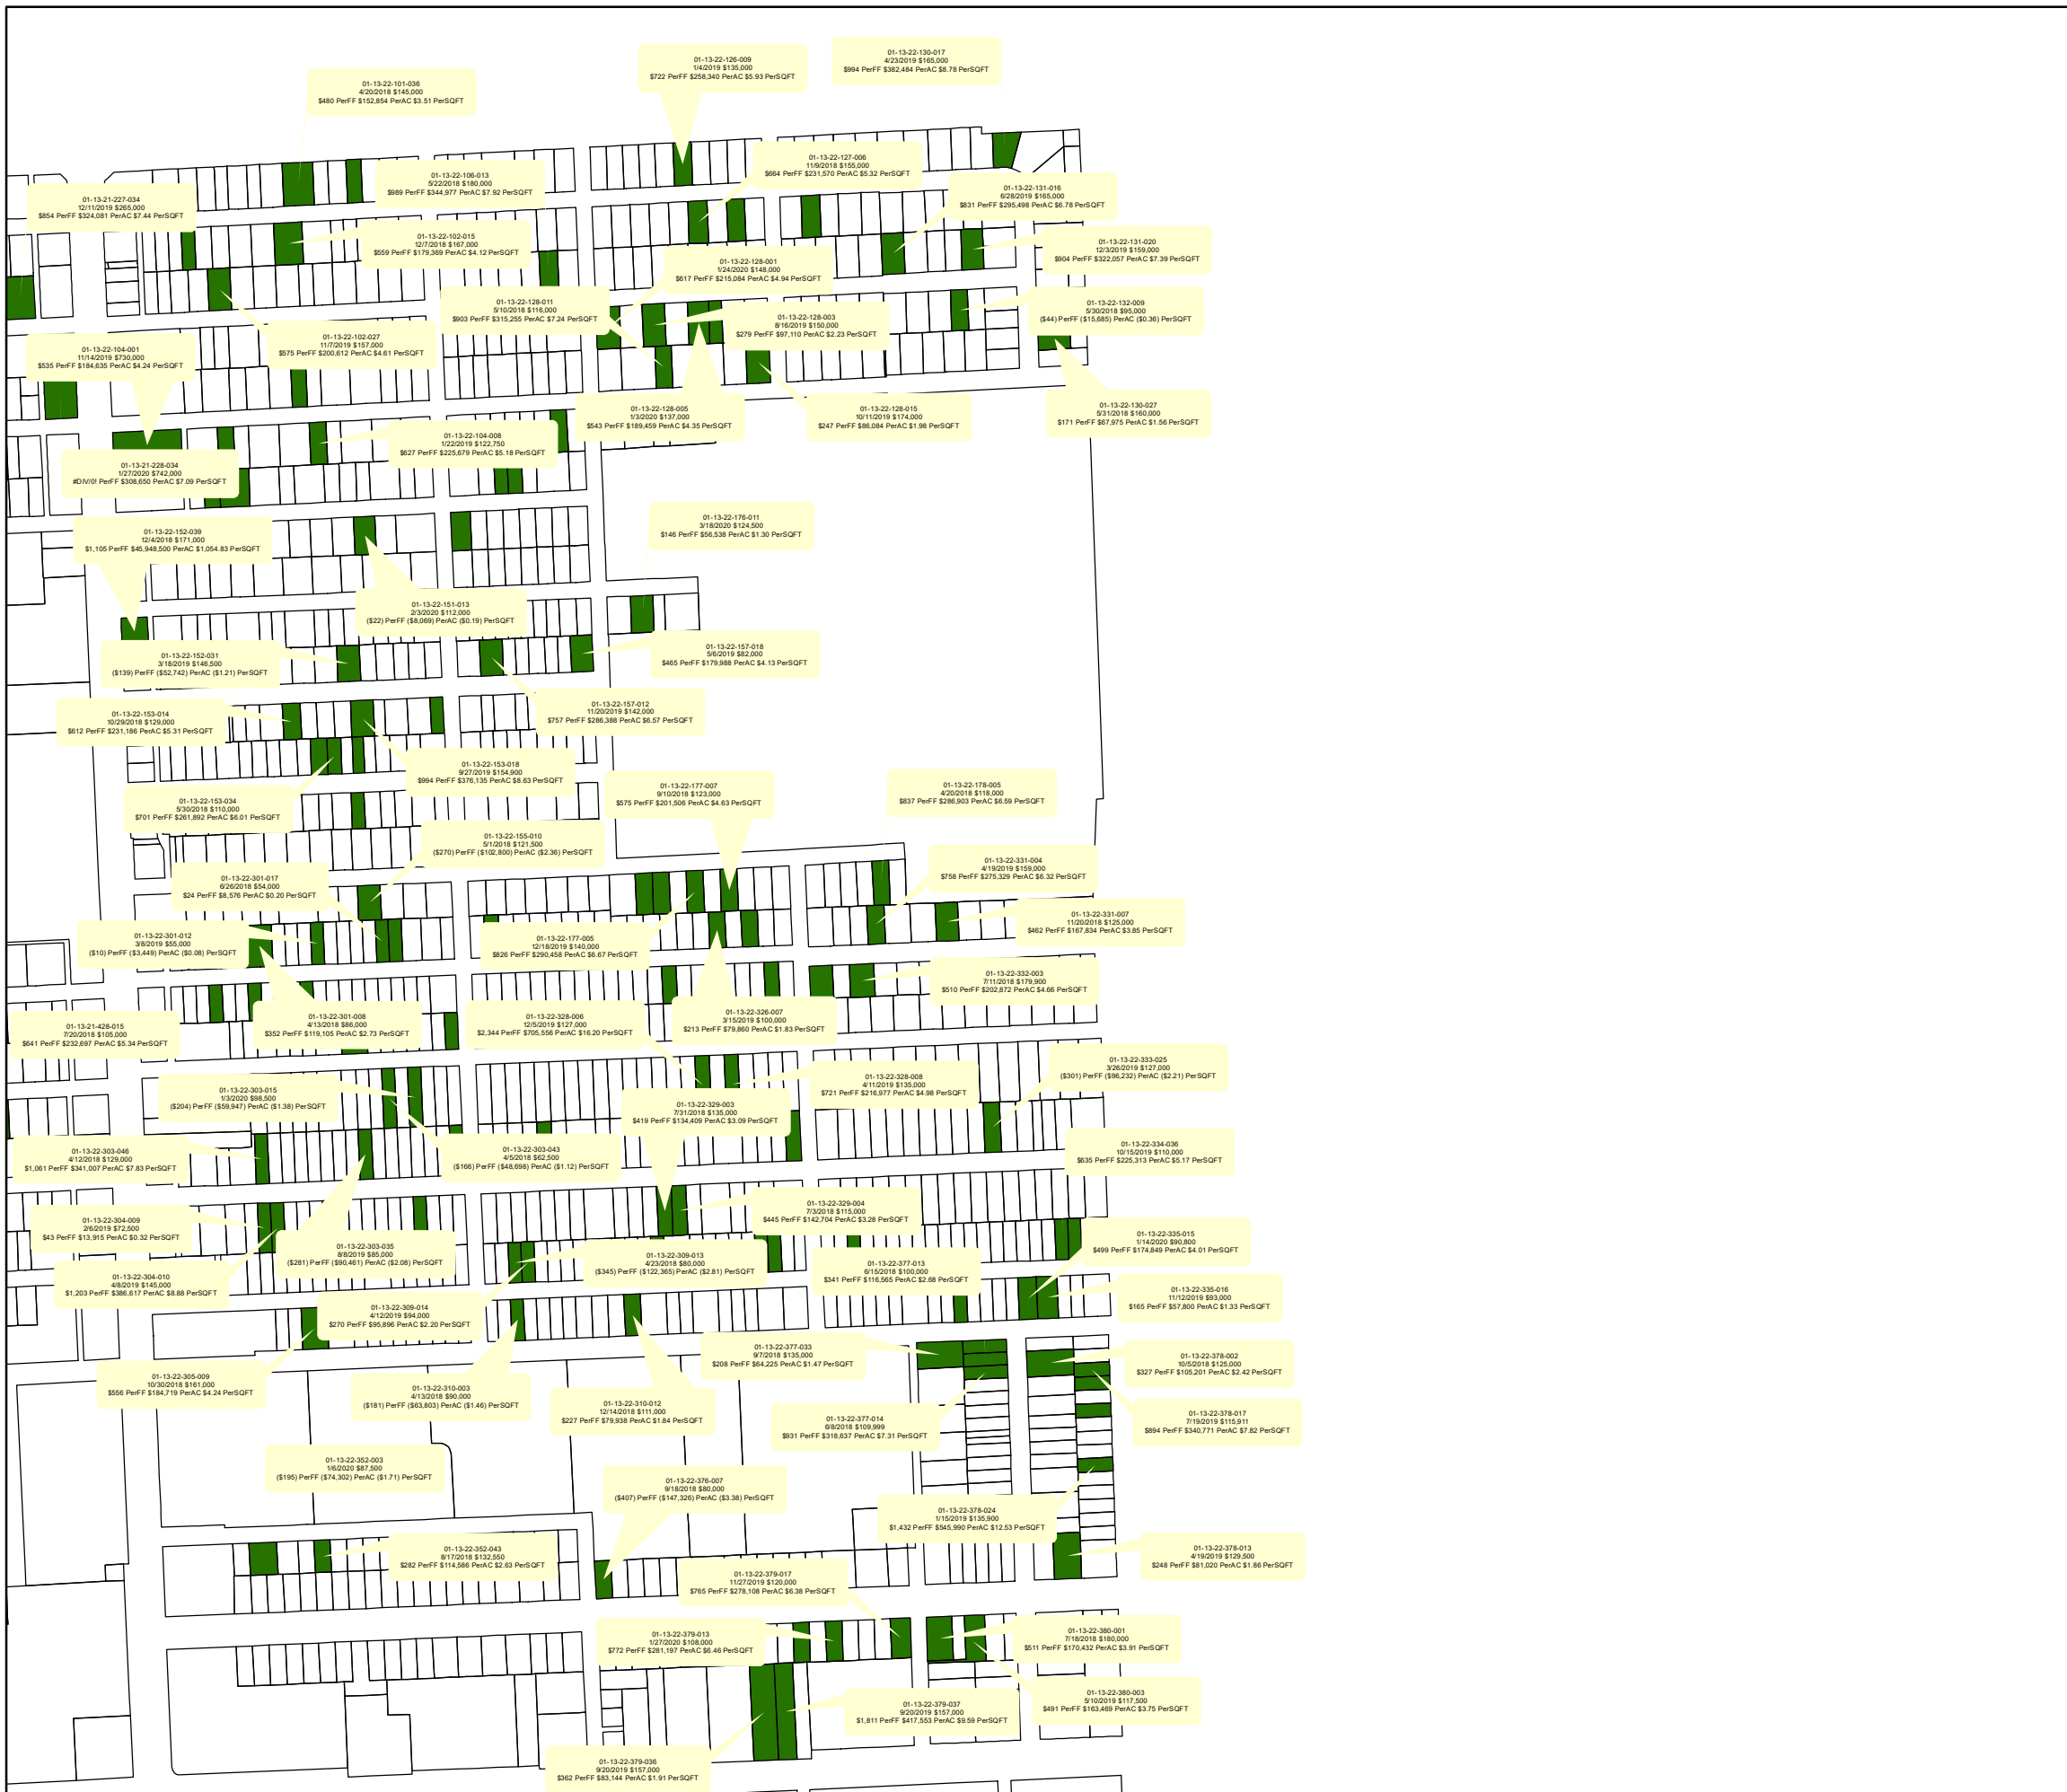 01-13-22-126-009
1/4/2019 $135,000
$722 PerFF $258,340 PerAC $5.93 PerSQFT
01-13-22-130-017
4/23/2019 $165,000
$994 PerFF $382,484 PerAC $8.78 PerSQFT
01-13-22-101-036
4/20/2018 $145,000
$480 PerFF $152,854 PerAC $3.51 PerSQFT
01-13-22-127-006
11/9/2018 $155,000
$664 PerFF $231,570 PerAC $5.32 PerSQFT
01-13-22-106-013
5/22/2018 $180,000
$989 PerFF $344,977 PerAC $7.92 PerSQFT
01-13-22-131-016
6/28/2019 $165,000
$831 PerFF $295,498 PerAC $6.78 PerSQFT
01-13-21-227-034
12/11/2019 $265,000
$854 PerFF $324,081 PerAC $7.44 PerSQFT
01-13-22-102-015
12/7/2018 $167,000
$559 PerFF $179,369 PerAC $4.12 PerSQFT
01-13-22-131-020
12/3/2019 $159,000
$904 PerFF $322,057 PerAC $7.39 PerSQFT
01-13-22-128-001
1/24/2020 $148,000
$617 PerFF $215,084 PerAC $4.94 PerSQFT
01-13-22-128-011
5/10/2018 $116,000
$903 PerFF $315,255 PerAC $7.24 PerSQFT
01-13-22-132-009
5/30/2018 $95,000
($44) PerFF ($15,685) PerAC ($0.36) PerSQFT
01-13-22-128-003
8/16/2019 $150,000
$279 PerFF $97,110 PerAC $2.23 PerSQFT
01-13-22-102-027
11/7/2019 $157,000
$575 PerFF $200,612 PerAC $4.61 PerSQFT
01-13-22-104-001
11/14/2019 $730,000
$535 PerFF $184,635 PerAC $4.24 PerSQFT
01-13-22-128-005
1/3/2020 $137,000
$543 PerFF $189,459 PerAC $4.35 PerSQFT
01-13-22-128-015
10/11/2019 $174,000
$247 PerFF $86,084 PerAC $1.98 PerSQFT
01-13-22-130-027
5/31/2018 $160,000
$171 PerFF $67,975 PerAC $1.56 PerSQFT
01-13-22-104-008
1/22/2019 $122,750
$627 PerFF $225,679 PerAC $5.18 PerSQFT
01-13-21-228-034
1/27/2020 $742,000
#DIV/0! PerFF $308,650 PerAC $7.09 PerSQFT
01-13-22-176-011
3/18/2020 $124,500
$146 PerFF $56,538 PerAC $1.30 PerSQFT
01-13-22-152-039
12/4/2018 $171,000
$1,105 PerFF $45,948,500 PerAC $1,054.83 PerSQFT
01-13-22-151-013
2/3/2020 $112,000
($22) PerFF ($8,069) PerAC ($0.19) PerSQFT
01-13-22-157-018
5/6/2019 $82,000
$465 PerFF $179,988 PerAC $4.13 PerSQFT
01-13-22-152-031
3/18/2019 $146,500
($139) PerFF ($52,742) PerAC ($1.21) PerSQFT
01-13-22-157-012
11/20/2019 $142,000
$757 PerFF $286,388 PerAC $6.57 PerSQFT
01-13-22-153-014
10/29/2018 $129,000
$612 PerFF $231,186 PerAC $5.31 PerSQFT
01-13-22-153-018
9/27/2019 $154,900
$994 PerFF $376,135 PerAC $8.63 PerSQFT
01-13-22-177-007
9/10/2018 $123,000
$575 PerFF $201,506 PerAC $4.63 PerSQFT
01-13-22-178-005
4/20/2018 $118,000
$837 PerFF $286,903 PerAC $6.59 PerSQFT
01-13-22-153-034
5/30/2018 $110,000
$701 PerFF $261,892 PerAC $6.01 PerSQFT
01-13-22-155-010
5/1/2018 $121,500
($270) PerFF ($102,800) PerAC ($2.36) PerSQFT
01-13-22-331-004
4/19/2019 $159,000
$758 PerFF $275,329 PerAC $6.32 PerSQFT
01-13-22-301-017
6/26/2018 $54,000
$24 PerFF $8,576 PerAC $0.20 PerSQFT
01-13-22-331-007
11/20/2018 $125,000
$462 PerFF $167,834 PerAC $3.85 PerSQFT
01-13-22-301-012
3/8/2019 $55,000
($10) PerFF ($3,449) PerAC ($0.08) PerSQFT
01-13-22-177-005
12/18/2019 $140,000
$826 PerFF $290,458 PerAC $6.67 PerSQFT
01-13-22-332-003
7/11/2018 $179,900
$510 PerFF $202,872 PerAC $4.66 PerSQFT
01-13-22-301-008
4/13/2018 $86,000
$352 PerFF $119,105 PerAC $2.73 PerSQFT
01-13-22-328-006
12/5/2019 $127,000
$2,344 PerFF $705,556 PerAC $16.20 PerSQFT
01-13-22-326-007
3/15/2019 $100,000
$213 PerFF $79,860 PerAC $1.83 PerSQFT
01-13-21-428-015
7/20/2018 $105,000
$641 PerFF $232,697 PerAC $5.34 PerSQFT
01-13-22-333-025
3/26/2019 $127,000
($301) PerFF ($96,232) PerAC ($2.21) PerSQFT
01-13-22-328-008
4/11/2019 $135,000
$721 PerFF $216,977 PerAC $4.98 PerSQFT
01-13-22-303-015
1/3/2020 $98,500
($204) PerFF ($59,947) PerAC ($1.38) PerSQFT
01-13-22-329-003
7/31/2018 $135,000
$419 PerFF $134,409 PerAC $3.09 PerSQFT
01-13-22-334-036
10/15/2019 $110,000
$635 PerFF $225,313 PerAC $5.17 PerSQFT
01-13-22-303-046
4/12/2018 $129,000
$1,061 PerFF $341,007 PerAC $7.83 PerSQFT
01-13-22-303-043
4/5/2018 $62,500
($166) PerFF ($48,698) PerAC ($1.12) PerSQFT
01-13-22-329-004
7/3/2018 $115,000
$445 PerFF $142,704 PerAC $3.28 PerSQFT
01-13-22-304-009
2/6/2019 $72,500
$43 PerFF $13,915 PerAC $0.32 PerSQFT
01-13-22-335-015
1/14/2020 $90,800
$499 PerFF $174,849 PerAC $4.01 PerSQFT
01-13-22-303-035
8/8/2019 $85,000
($281) PerFF ($90,461) PerAC ($2.08) PerSQFT
01-13-22-309-013
4/23/2018 $80,000
($345) PerFF ($122,365) PerAC ($2.81) PerSQFT
01-13-22-377-013
6/15/2018 $100,000
$341 PerFF $116,565 PerAC $2.68 PerSQFT
01-13-22-304-010
4/8/2019 $145,000
$1,203 PerFF $386,617 PerAC $8.88 PerSQFT
01-13-22-335-016
11/12/2019 $93,000
$165 PerFF $57,800 PerAC $1.33 PerSQFT
01-13-22-309-014
4/12/2019 $94,000
$270 PerFF $95,896 PerAC $2.20 PerSQFT
01-13-22-377-033
9/7/2018 $135,000
$208 PerFF $64,225 PerAC $1.47 PerSQFT
01-13-22-378-002
10/5/2018 $125,000
$327 PerFF $105,201 PerAC $2.42 PerSQFT
01-13-22-305-009
10/30/2018 $161,000
$556 PerFF $184,719 PerAC $4.24 PerSQFT
01-13-22-310-003
4/13/2018 $90,000
($181) PerFF ($63,803) PerAC ($1.46) PerSQFT
01-13-22-310-012
12/14/2018 $111,000
$227 PerFF $79,938 PerAC $1.84 PerSQFT
01-13-22-378-017
7/19/2019 $115,911
$894 PerFF $340,771 PerAC $7.82 PerSQFT
01-13-22-377-014
6/8/2018 $109,999
$931 PerFF $318,637 PerAC $7.31 PerSQFT
01-13-22-352-003
1/6/2020 $87,500
($195) PerFF ($74,302) PerAC ($1.71) PerSQFT
01-13-22-376-007
9/18/2018 $80,000
($407) PerFF ($147,326) PerAC ($3.38) PerSQFT
01-13-22-378-024
1/15/2019 $135,900
$1,432 PerFF $545,990 PerAC $12.53 PerSQFT
01-13-22-352-043
8/17/2018 $132,550
$282 PerFF $114,586 PerAC $2.63 PerSQFT
01-13-22-378-013
4/19/2019 $129,500
$248 PerFF $81,020 PerAC $1.86 PerSQFT
01-13-22-379-017
11/27/2019 $120,000
$765 PerFF $278,108 PerAC $6.38 PerSQFT
01-13-22-379-013
1/27/2020 $108,000
$772 PerFF $281,197 PerAC $6.46 PerSQFT
01-13-22-380-001
7/18/2018 $180,000
$511 PerFF $170,432 PerAC $3.91 PerSQFT
01-13-22-380-003
5/10/2019 $117,500
$491 PerFF $163,469 PerAC $3.75 PerSQFT
01-13-22-379-037
9/20/2019 $157,000
$1,811 PerFF $417,553 PerAC $9.59 PerSQFT
01-13-22-379-036
9/20/2019 $157,000
$362 PerFF $83,144 PerAC $1.91 PerSQFT